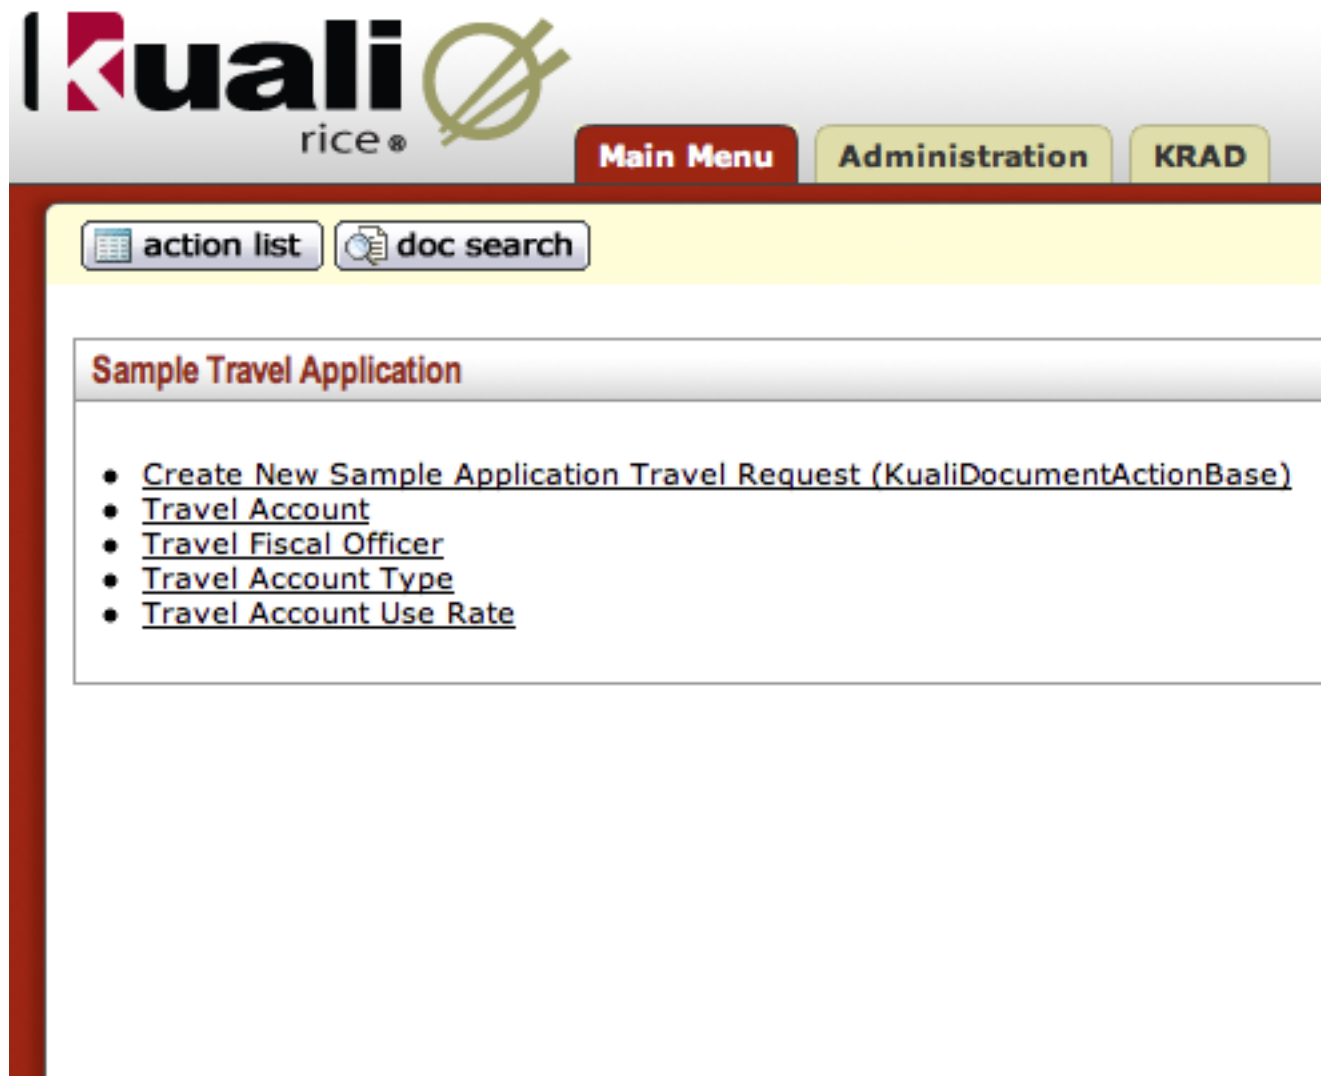 kuali
rice®
Main Menu Administration KRAD
action list doc search
Sample Travel Application
Create New Sample Application Travel Request (KualiDocumentActionBase)
Travel Account
Travel Fiscal Officer
Travel Account Type
Travel Account Use Rate